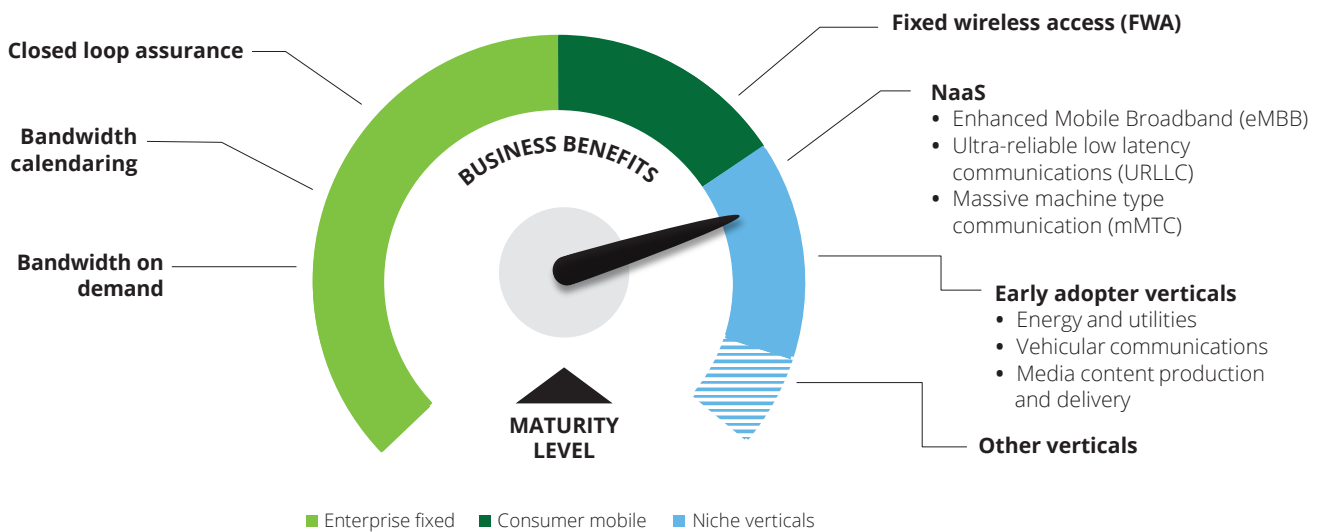 Closed loop assurance
Bandwidth
calendaring
Bandwidth on
demand
BUSINESS BENEFITS
MATURITY
LEVEL
Fixed wireless access (FWA)
NaaS
• Enhanced Mobile Broadband (eMBB)
• Ultra-reliable low latency
communications (URLLC)
• Massive machine type
communication (mMTC)
Early adopter verticals
• Energy and utilities
• Vehicular communications
• Media content production
and delivery
Other verticals
Enterprise fixed Consumer mobile Niche verticals